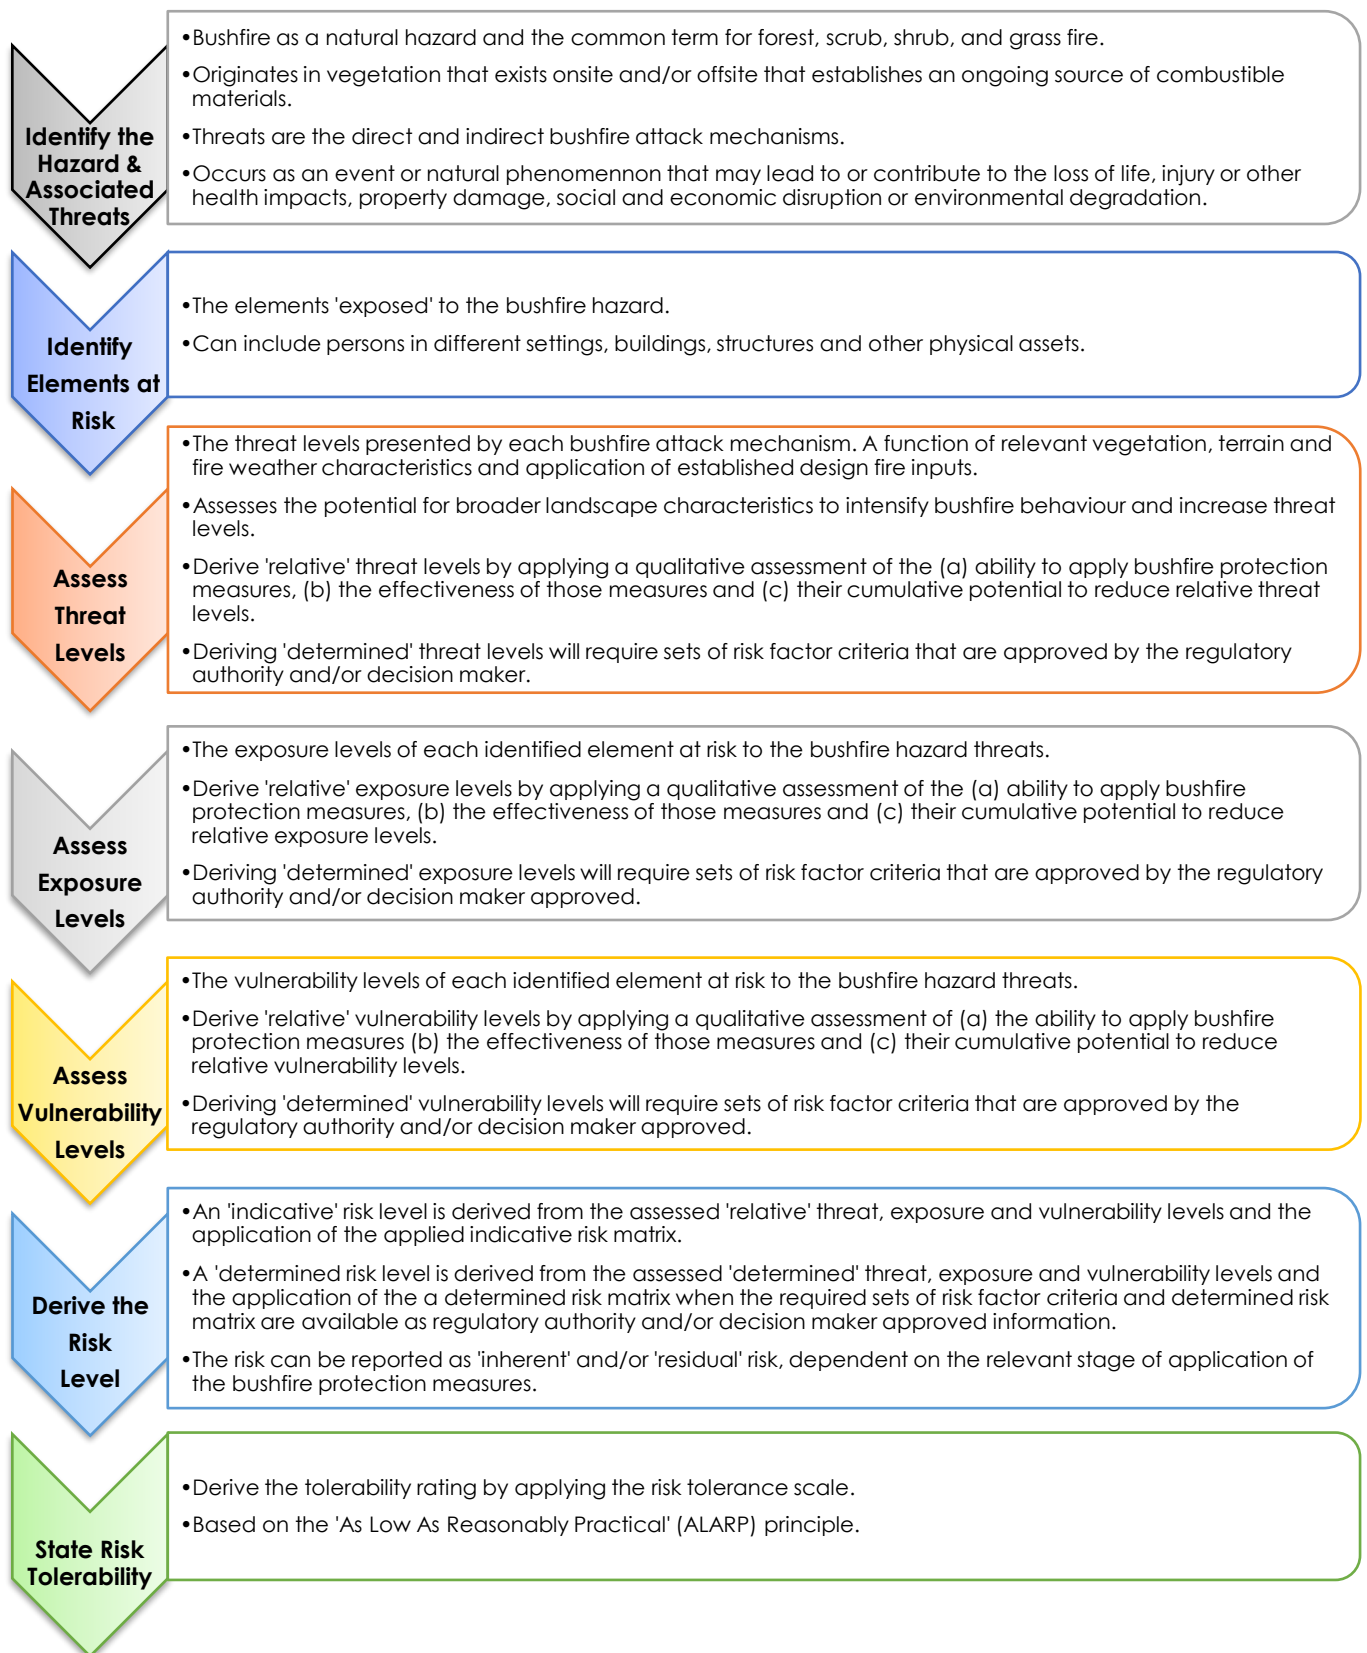 Identify the
Hazard &
Associated
Threats
•Bushfire as a natural hazard and the common term for forest, scrub, shrub, and grass fire.
•Originates in vegetation that exists onsite and/or offsite that establishes an ongoing source of combustible
materials.
•Threats are the direct and indirect bushfire attack mechanisms.
•Occurs as an event or natural phenomennon that may lead to or contribute to the loss of life, injury or other
health impacts, property damage, social and economic disruption or environmental degradation.
Identify
Elements at
Risk
•The elements 'exposed' to the bushfire hazard.
•Can include persons in different settings, buildings, structures and other physical assets.
Assess
Threat
Levels
•The threat levels presented by each bushfire attack mechanism. A function of relevant vegetation, terrain and
fire weather characteristics and application of established design fire inputs.
•Assesses the potential for broader landscape characteristics to intensify bushfire behaviour and increase threat
levels.
•Derive 'relative' threat levels by applying a qualitative assessment of the (a) ability to apply bushfire protection
measures, (b) the effectiveness of those measures and (c) their cumulative potential to reduce relative threat
levels.
•Deriving 'determined' threat levels will require sets of risk factor criteria that are approved by the regulatory
authority and/or decision maker.
Assess
Exposure
Levels
•The exposure levels of each identified element at risk to the bushfire hazard threats.
•Derive 'relative' exposure levels by applying a qualitative assessment of the (a) ability to apply bushfire
protection measures, (b) the effectiveness of those measures and (c) their cumulative potential to reduce
relative exposure levels.
•Deriving 'determined' exposure levels will require sets of risk factor criteria that are approved by the regulatory
authority and/or decision maker approved.
Assess
Vulnerability
Levels
•The vulnerability levels of each identified element at risk to the bushfire hazard threats.
•Derive 'relative' vulnerability levels by applying a qualitative assessment of (a) the ability to apply bushfire
protection measures (b) the effectiveness of those measures and (c) their cumulative potential to reduce
relative vulnerability levels.
•Deriving 'determined' vulnerability levels will require sets of risk factor criteria that are approved by the
regulatory authority and/or decision maker approved.
Derive the
Risk
Level
•An 'indicative' risk level is derived from the assessed 'relative' threat, exposure and vulnerability levels and the
application of the applied indicative risk matrix.
•A 'determined risk level is derived from the assessed 'determined' threat, exposure and vulnerability levels and
the application of the a determined risk matrix when the required sets of risk factor criteria and determined risk
matrix are available as regulatory authority and/or decision maker approved information.
•The risk can be reported as 'inherent' and/or 'residual' risk, dependent on the relevant stage of application of
the bushfire protection measures.
State Risk
Tolerability
•Derive the tolerability rating by applying the risk tolerance scale.
•Based on the 'As Low As Reasonably Practical' (ALARP) principle.